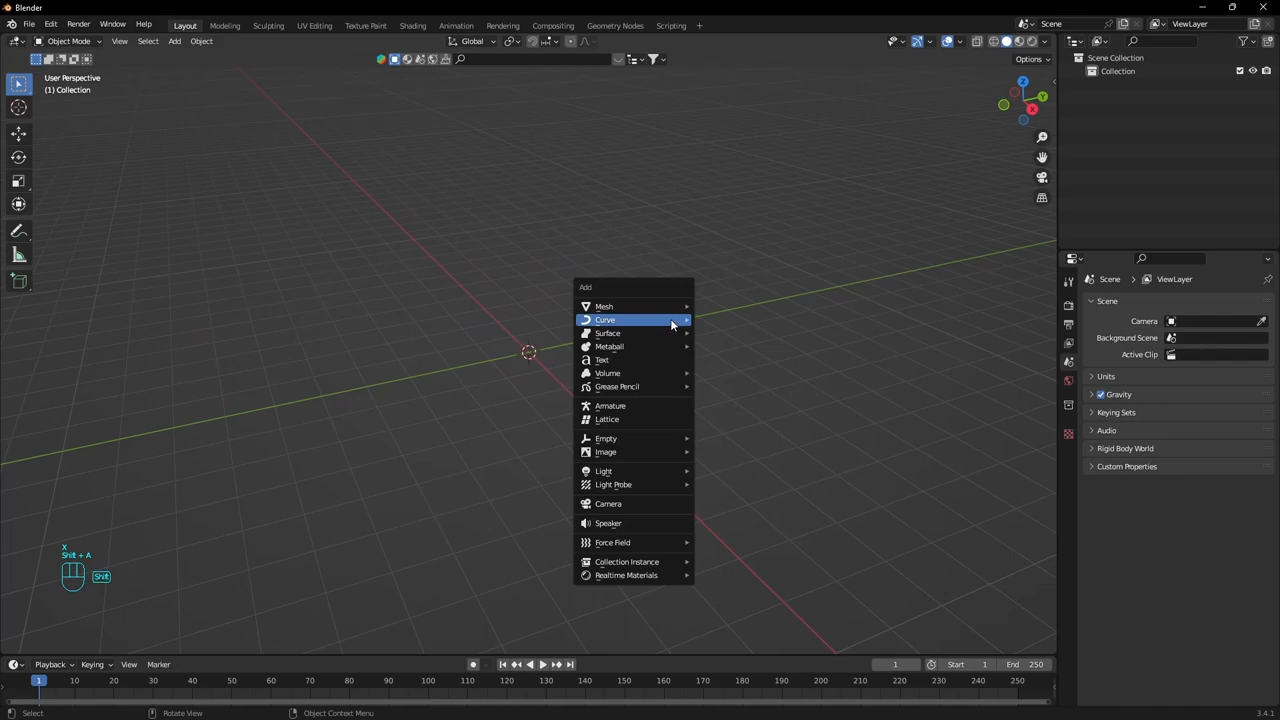 Blender
File Edit Render Window Help Layout Modeling Sculpting UV Editing Texture Paint Shading Animation Rendering Compositing Geometry Nodes Scripting + Scene ViewLayer
Object Mode View Select Add Object Global
Options
User Perspective
(1) Collection
Z
Y
X
Scene Collection
Collection
Scene ViewLayer
Scene
Camera
Background Scene
Active Clip
Units
Gravity
Keying Sets
Audio
Rigid Body World
Custom Properties
Add
Mesh
Curve
Surface
Metaball
Text
Volume
Grease Pencil
Armature
Lattice
Empty
Image
Light
Light Probe
Camera
Speaker
Force Field
Collection Instance
Realtime Materials
X
Shift + A
Shift
Playback Keying View Marker 1 Start 1 End 250
1 10 20 30 40 50 60 70 80 90 100 110 120 130 140 150 160 170 180 190 200 210 220 230 240 250
Select Rotate View Object Context Menu 3.4.1